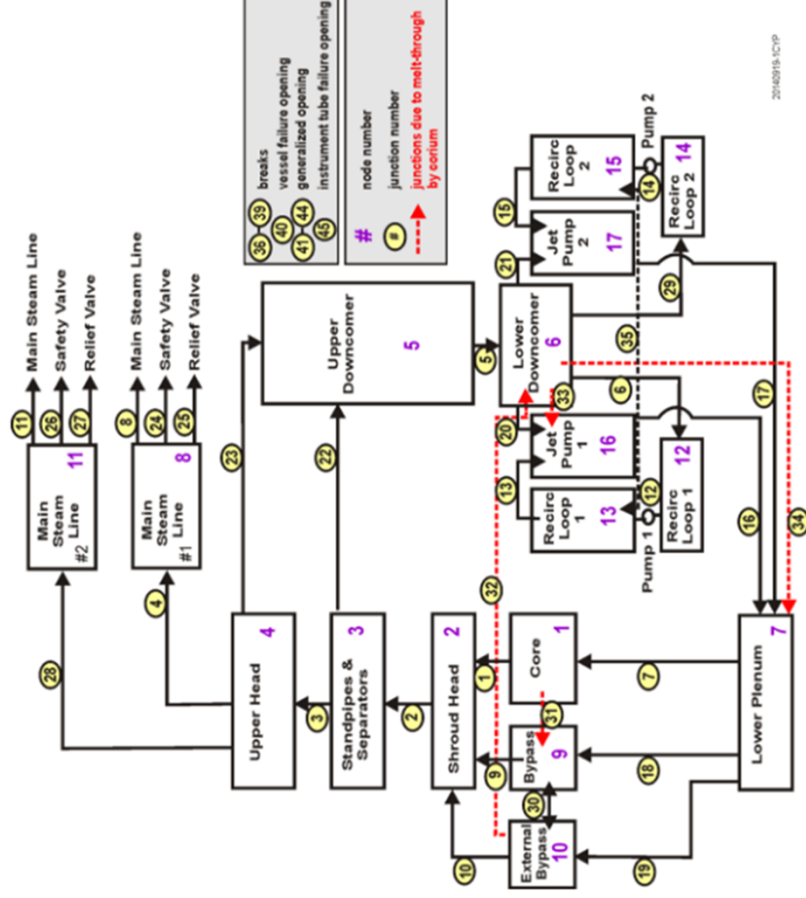 Main Steam Line
Safety Valve
Relief Valve
11
26
27
Main
Steam
Line
#2
11
Main Steam Line
Safety Valve
Relief Valve
8
24
25
Main
Steam
Line
#1
8
28
4
23
22
Upper Head
4
3
Standpipes &
Separators
3
2
Shroud Head
2
Upper
Downcomer
5
5
36
39
breaks
40
vessel failure opening
41
44
generalized opening
45
instrument tube failure opening
#
node number
#
junction number
junctions due to melt-through
by corium
Lower
Downcomer
6
21
15
Jet
Pump
2
17
Recirc
Loop
2
15
14
Pump 2
Recirc
Loop 2
14
29
35
33
6
20
13
Jet
Pump
1
16
Recirc
Loop
1
13
12
Pump 1
Recirc
Loop 1
12
32
1
9
10
Core
1
31
Bypass
9
30
External
Bypass
10
7
18
19
16
17
34
Lower Plenum
7
20140919-1CYP